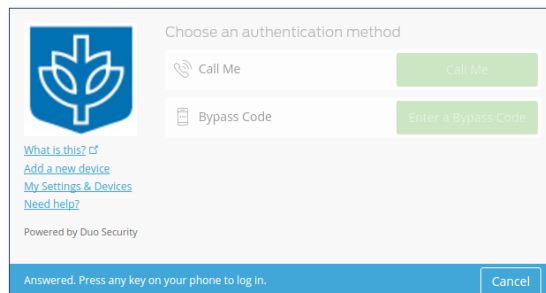 Choose an authentication method
Call Me
Call Me
Bypass Code
Enter a Bypass Code
What is this?
Add a new device
My Settings & Devices
Need help?
Powered by Duo Security
Answered. Press any key on your phone to log in.
Cancel